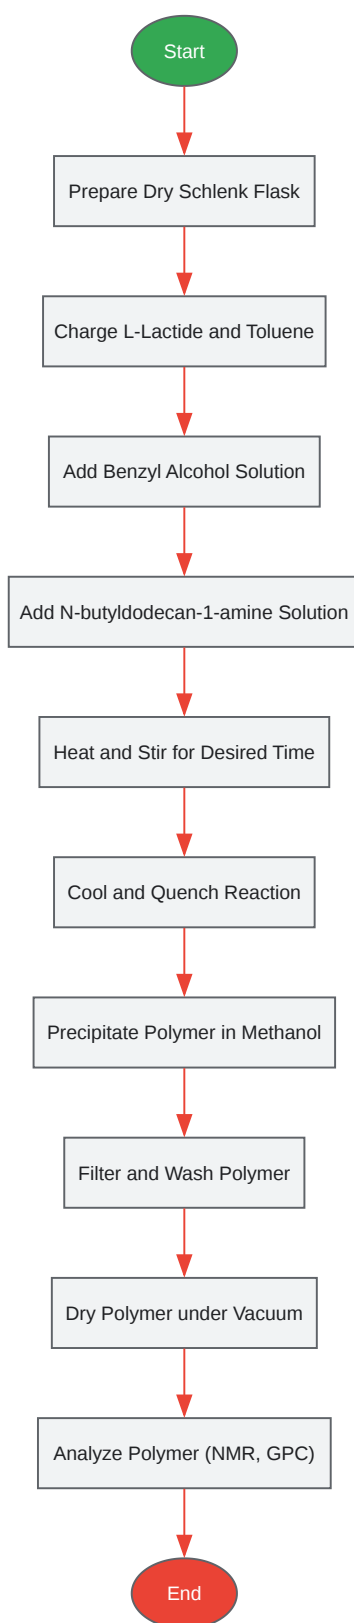 Start
Prepare Dry Schlenk Flask
Charge L-Lactide and Toluene
Add Benzyl Alcohol Solution
Add N-butyldodecan-1-amine Solution
Heat and Stir for Desired Time
Cool and Quench Reaction
Precipitate Polymer in Methanol
Filter and Wash Polymer
Dry Polymer under Vacuum
Analyze Polymer (NMR, GPC)
End